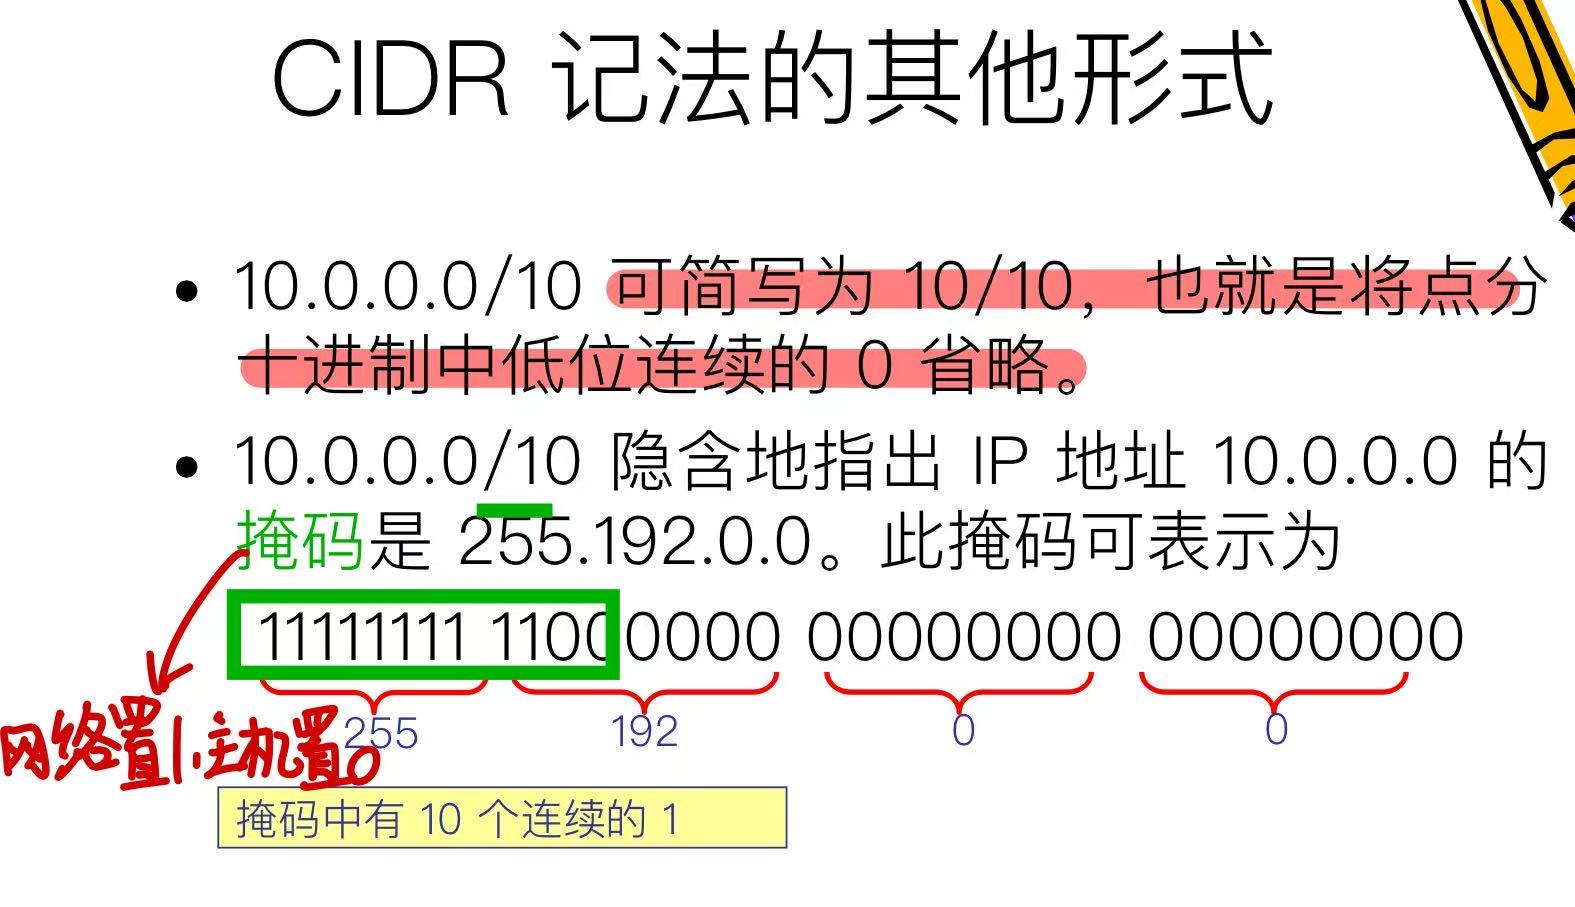 CIDR 记法的其他形式
10.0.0.0/10 可简写为 10/10，也就是将点分
十进制中低位连续的 0 省略。
10.0.0.0/10 隐含地指出 IP 地址 10.0.0.0 的
掩码是 255.192.0.0。此掩码可表示为
11111111 11000000 00000000 00000000
255 192 0 0
网络置1.主机置0
掩码中有 10 个连续的 1